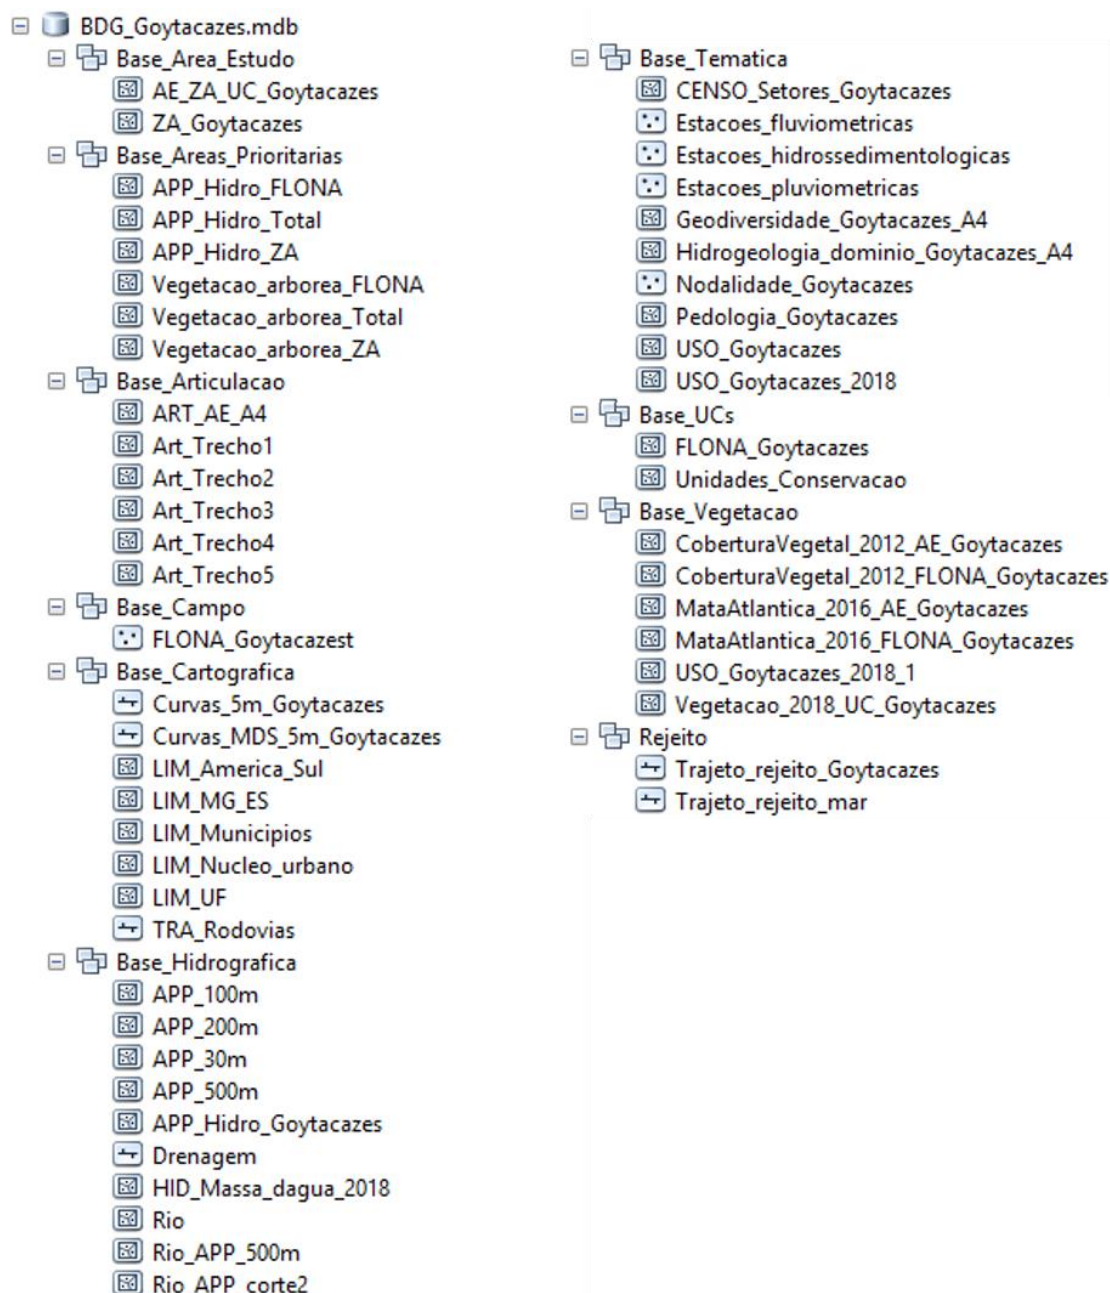 BDG_Goytacazes.mdb
Base_Area_Estudo
AE_ZA_UC_Goytacazes
ZA_Goytacazes
Base_Areas_Prioritarias
APP_Hidro_FLONA
APP_Hidro_Total
APP_Hidro_ZA
Vegetacao_arborea_FLONA
Vegetacao_arborea_Total
Vegetacao_arborea_ZA
Base_Articulacao
ART_AE_A4
Art_Trecho1
Art_Trecho2
Art_Trecho3
Art_Trecho4
Art_Trecho5
Base_Campo
FLONA_Goytacazest
Base_Cartografica
Curvas_5m_Goytacazes
Curvas_MDS_5m_Goytacazes
LIM_America_Sul
LIM_MG_ES
LIM_Municipios
LIM_Nucleo_urbano
LIM_UF
TRA_Rodovias
Base_Hidrografica
APP_100m
APP_200m
APP_30m
APP_500m
APP_Hidro_Goytacazes
Drenagem
HID_Massa_dagua_2018
Rio
Rio_APP_500m
Rio_APP_corte2
Base_Tematica
CENSO_Setores_Goytacazes
Estacoes_fluviometricas
Estacoes_hidrossedimentologicas
Estacoes_pluviometricas
Geodiversidade_Goytacazes_A4
Hidrogeologia_dominio_Goytacazes_A4
Nodalidade_Goytacazes
Pedologia_Goytacazes
USO_Goytacazes
USO_Goytacazes_2018
Base_UCs
FLONA_Goytacazes
Unidades_Conservacao
Base_Vegetacao
CoberturaVegetal_2012_AE_Goytacazes
CoberturaVegetal_2012_FLONA_Goytacazes
MataAtlantica_2016_AE_Goytacazes
MataAtlantica_2016_FLONA_Goytacazes
USO_Goytacazes_2018_1
Vegetacao_2018_UC_Goytacazes
Rejeito
Trajeto_rejeito_Goytacazes
Trajeto_rejeito_mar